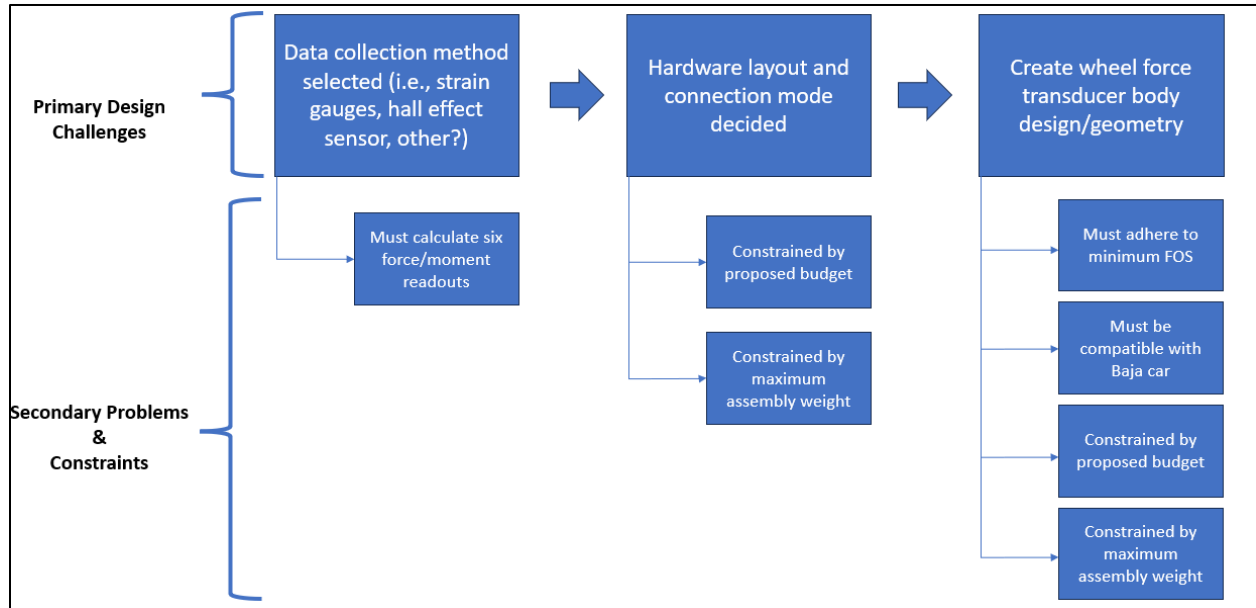 Primary Design
Challenges
Data collection method
selected (i.e., strain
gauges, hall effect
sensor, other?)
Hardware layout and
connection mode
decided
Create wheel force
transducer body
design/geometry
Secondary Problems
&
Constraints
Must calculate six
force/moment
readouts
Constrained by
proposed budget
Constrained by
maximum
assembly weight
Must adhere to
minimum FOS
Must be
compatible with
Baja car
Constrained by
proposed budget
Constrained by
maximum
assembly weight